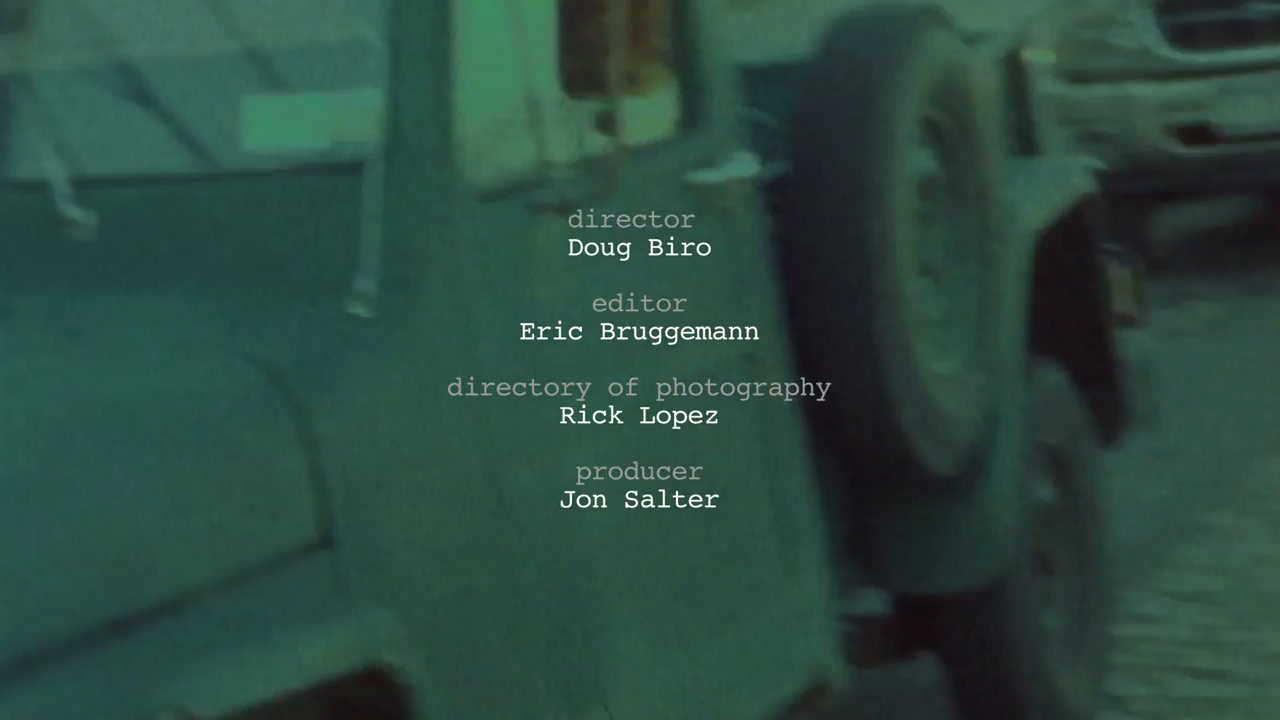 director
Doug Biro
editor
Eric Bruggemann
directory of photography
Rick Lopez
producer
Jon Salter